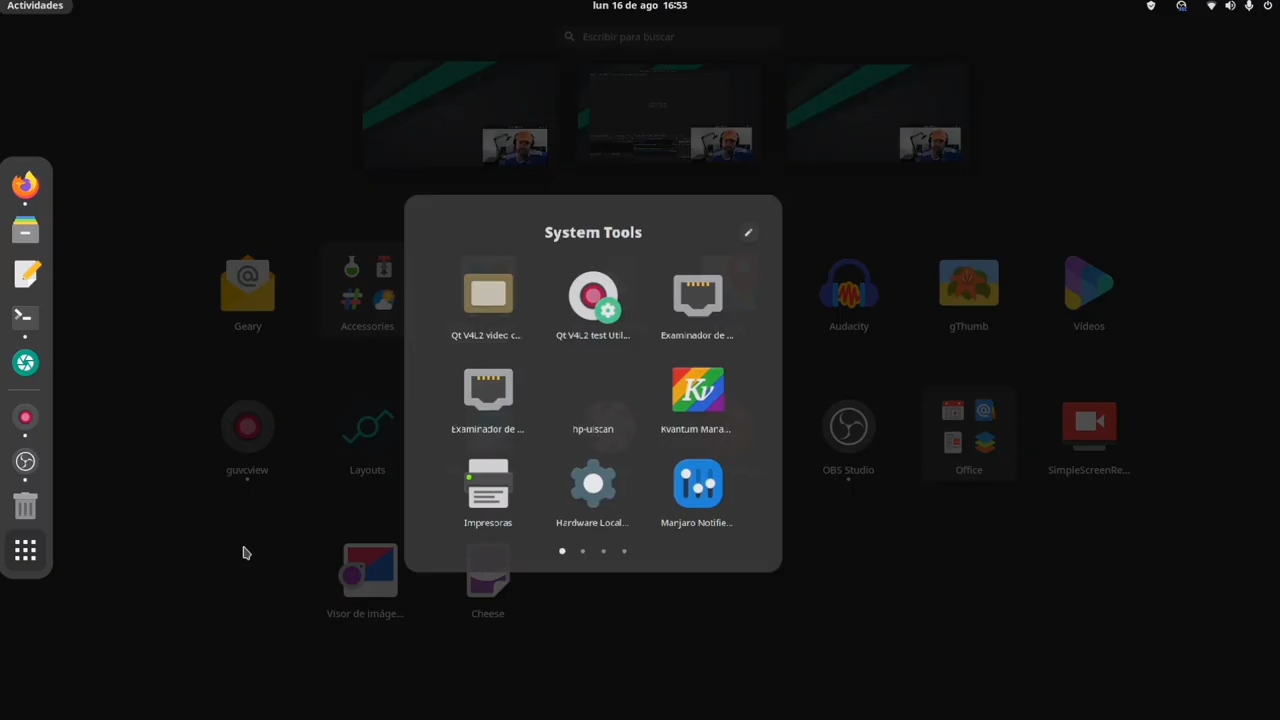 Actividades
lun 16 de ago 16:53
Escribir para buscar
System Tools
Qt V4L2 video c...
Qt V4L2 test Util...
Examinador de ...
Geary
Accessories
Audacity
gThumb
Vídeos
Examinador de ...
hp-uiscan
Kvantum Mana...
guvcview
Layouts
OBS Studio
Office
SimpleScreenRe...
Impresoras
Hardware Local...
Manjaro Notifie...
Visor de imáge...
Cheese